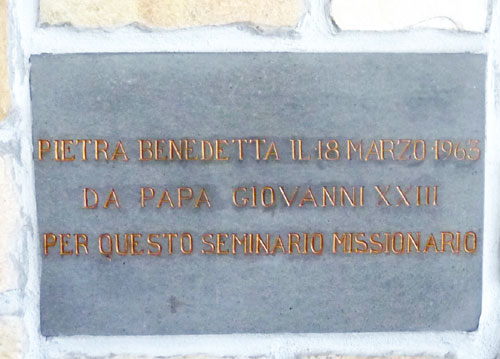 PIETRA BENEDETTA IL 18 MARZO 1963
DA PAPA GIOVANNI XXIII
PER QUESTO SEMINARIO MISSIONARIO